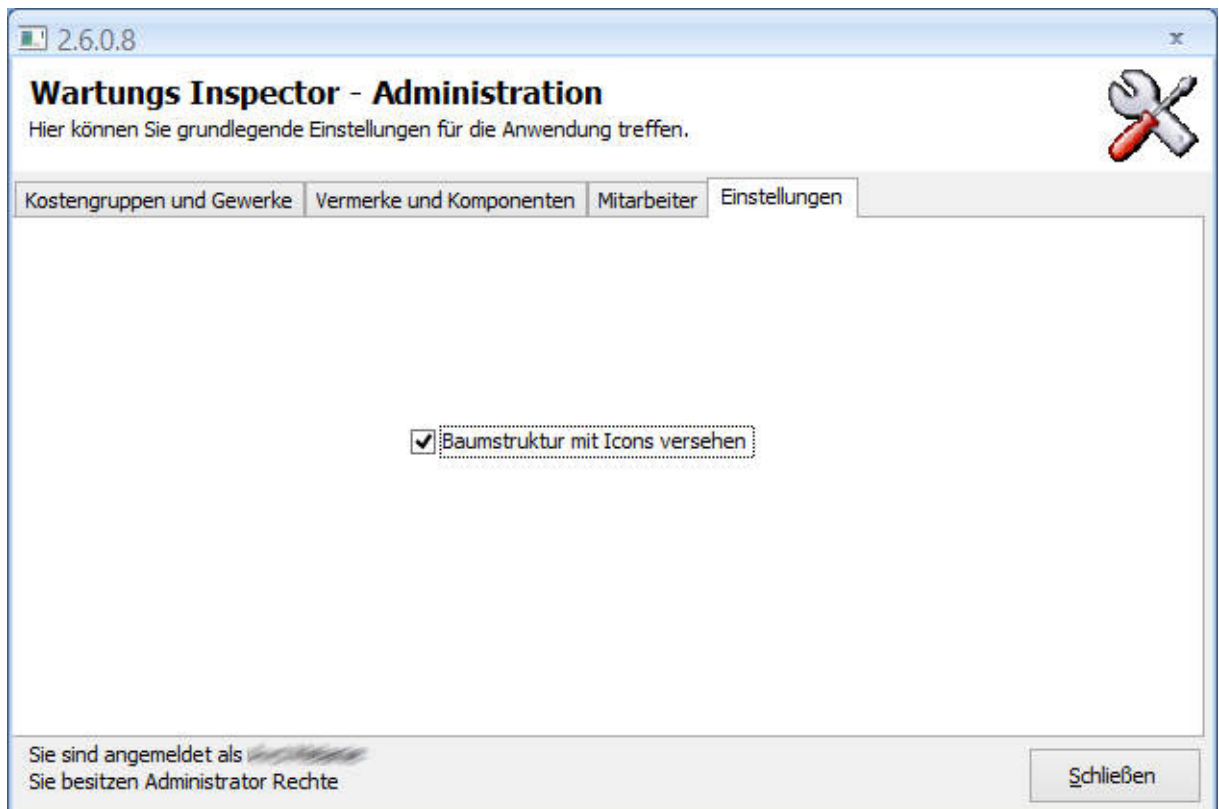 2.6.0.8
Wartungs Inspector - Administration
Hier können Sie grundlegende Einstellungen für die Anwendung treffen.
Kostengruppen und Gewerke Vermerke und Komponenten Mitarbeiter Einstellungen
Baumstruktur mit Icons versehen
Sie sind angemeldet als
Sie besitzen Administrator Rechte
Schließen